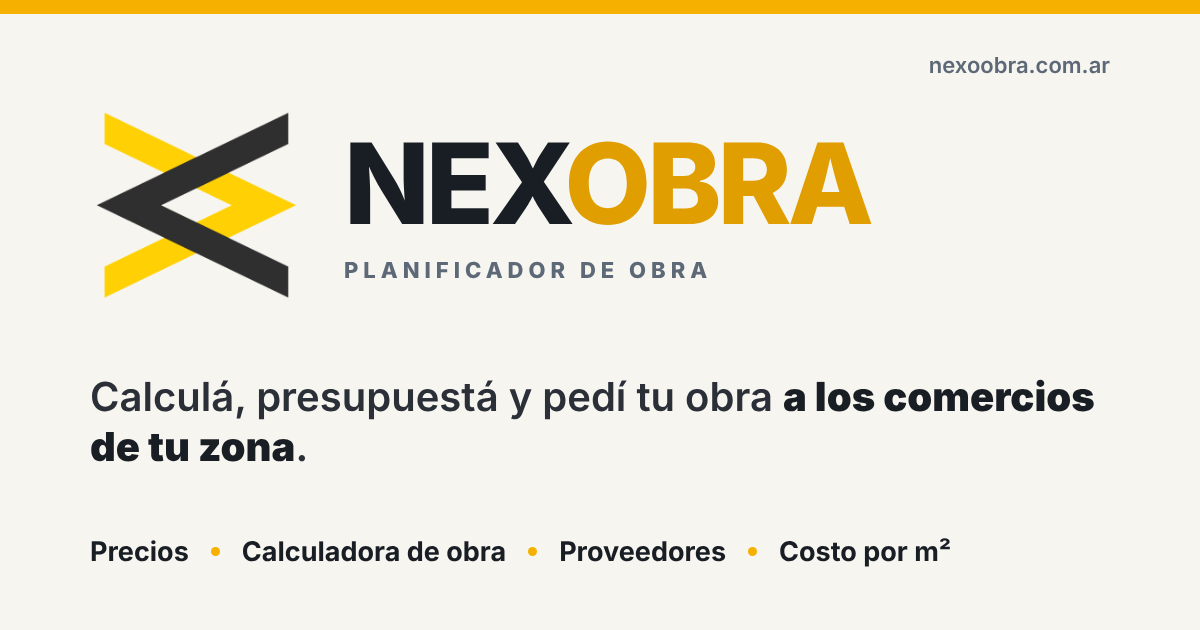 nexoobra.com.ar
NEXOBRA
PLANIFICADOR DE OBRA
Calculá, presupuestá y pedí tu obra a los comercios
de tu zona.
Precios • Calculadora de obra • Proveedores • Costo por m²